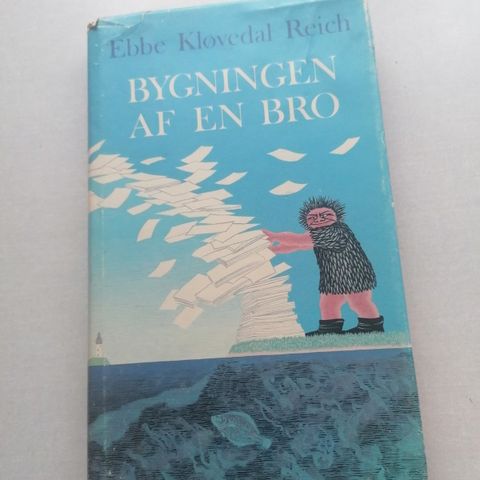 Ebbe Kløvedal Reich
BYGNINGEN
AF EN BRO